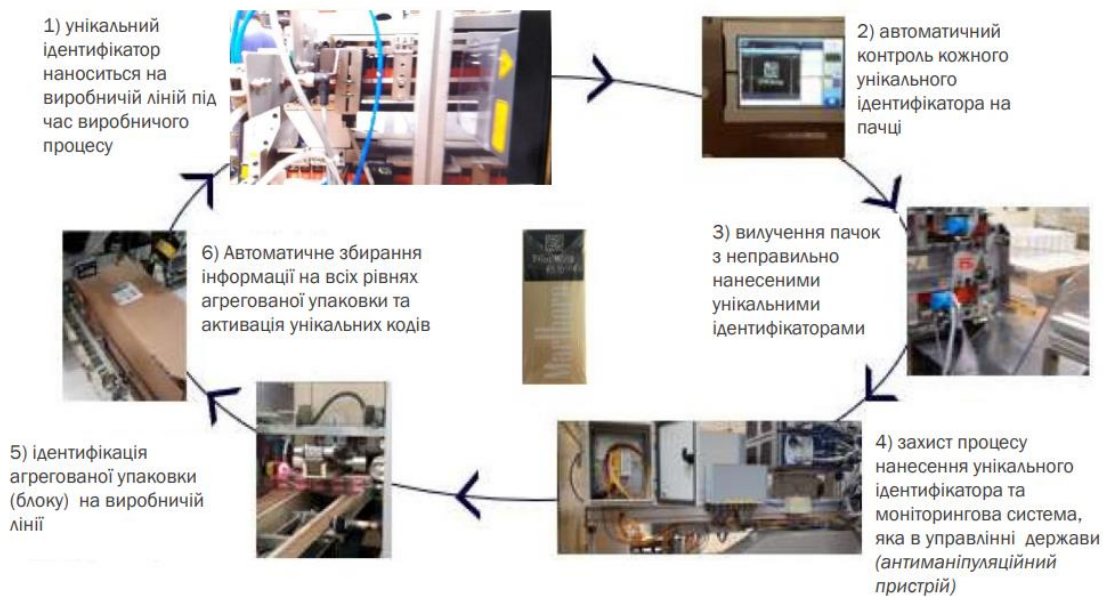 1) унікальний
ідентифікатор
наноситься на
виробничій ліній під
час виробничого
процесу
2) автоматичний
контроль кожного
унікального
ідентифікатора на
пачці
3) вилучення пачок
з неправильно
нанесеними
унікальними
ідентифікаторами
4) захист процесу
нанесення унікального
ідентифікатора та
моніторингова система,
яка в управлінні держави
(антиманіпуляційний
пристрій)
5) ідентифікація
агрегованої упаковки
(блоку) на виробничій
лінії
6) Автоматичне збирання
інформації на всіх рівнях
агрегованої упаковки та
активація унікальних кодів
Marlboro